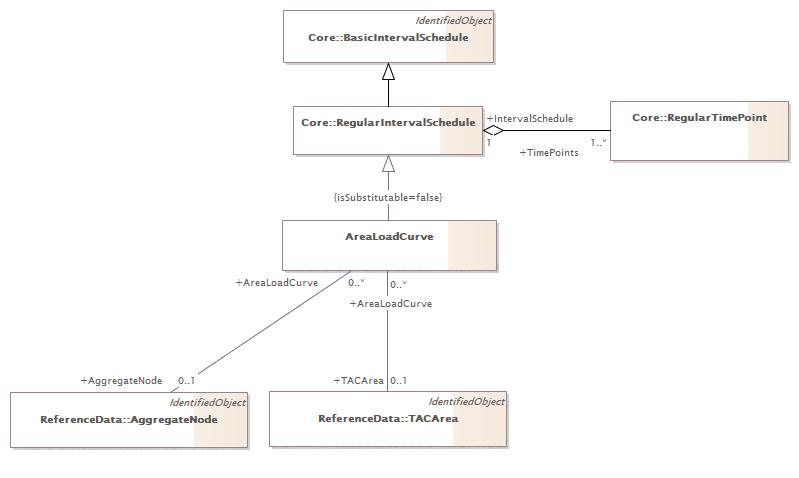 IdentifiedObject
Core::BasicIntervalSchedule
Core::RegularIntervalSchedule
+IntervalSchedule
1
1..*
+TimePoints
Core::RegularTimePoint
{isSubstitutable=false}
AreaLoadCurve
+AreaLoadCurve
0..*
0..*
+AreaLoadCurve
+AggregateNode
0..1
+TACArea
0..1
IdentifiedObject
ReferenceData::AggregateNode
IdentifiedObject
ReferenceData::TACArea